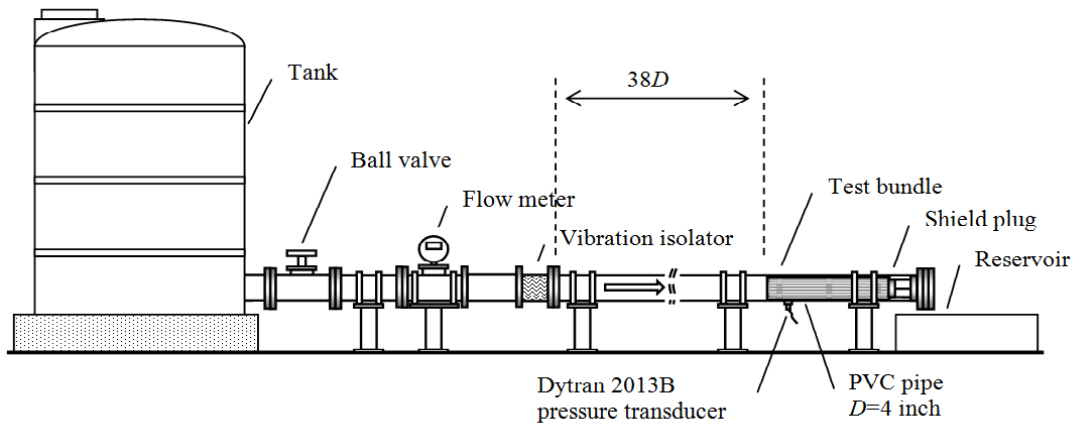 38D
Tank
Ball valve
Flow meter
Vibration isolator
Test bundle
Shield plug
Reservoir
Dytran 2013B
pressure transducer
PVC pipe
D=4 inch